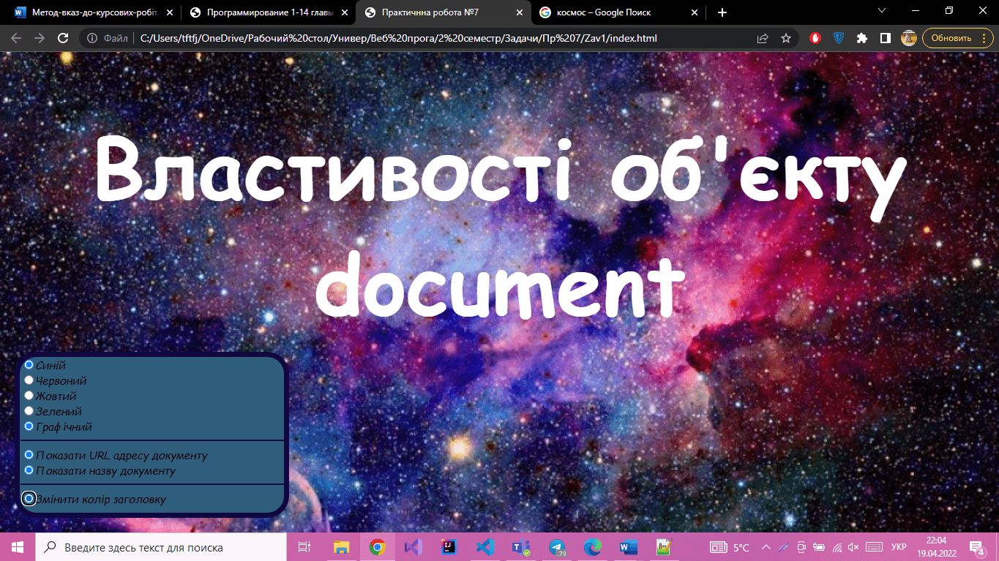 Метод-вказ-до-курсових-робіт.
Программирование 1-14 главы
Практичнна робота №7
космос – Google Поиск
Файл
C:/Users/tftfj/OneDrive/Рабочий%20стол/Универ/Веб%20прога/2%20семестр/Задачи/Пр%207/Zav1/index.html
Обновить
Властивості об'єкту
document
Синій
Червоний
Жовтий
Зелений
Графічний
Показати URL адресу документу
Показати назву документу
Змінити колір заголовку
Введите здесь текст для поиска
.79
5°C
УКР
22:04
19.04.2022
4